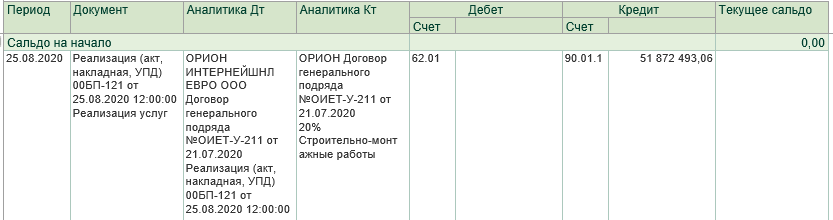 Период Документ Аналитика Дт Аналитика Кт Дебет Кредит Текущее сальдо
Счет Счет
Сальдо на начало 0,00
25.08.2020 Реализация (акт, ОРИОН ОРИОН Договор 62.01 90.01.1 51 872 493,06
накладная, УПД) ИНТЕРНЕЙШНЛ генерального
00БП-121 от ЕВРО ООО подряда
25.08.2020 12:00:00 Договор №ОИЕТ-У-211 от
Реализация услуг генерального 21.07.2020
подряда 20%
№ОИЕТ-У-211 от Строительно-монт
21.07.2020 ажные работы
Реализация (акт,
накладная, УПД)
00БП-121 от
25.08.2020 12:00:00